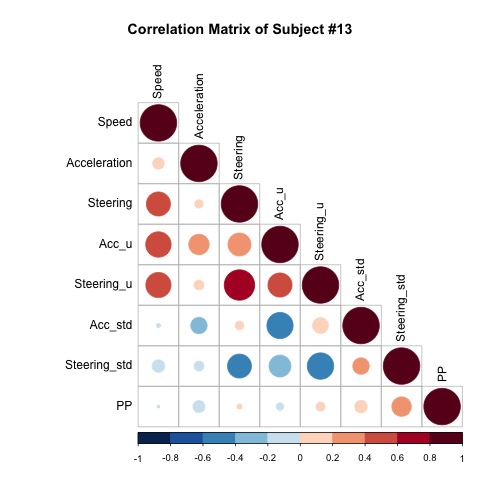 Correlation Matrix of Subject #13
Speed
Acceleration
Steering
Acc_u
Steering_u
Acc_std
Steering_std
PP
Speed
Acceleration
Steering
Acc_u
Steering_u
Acc_std
Steering_std
PP
-1 -0.8 -0.6 -0.4 -0.2 0 0.2 0.4 0.6 0.8 1